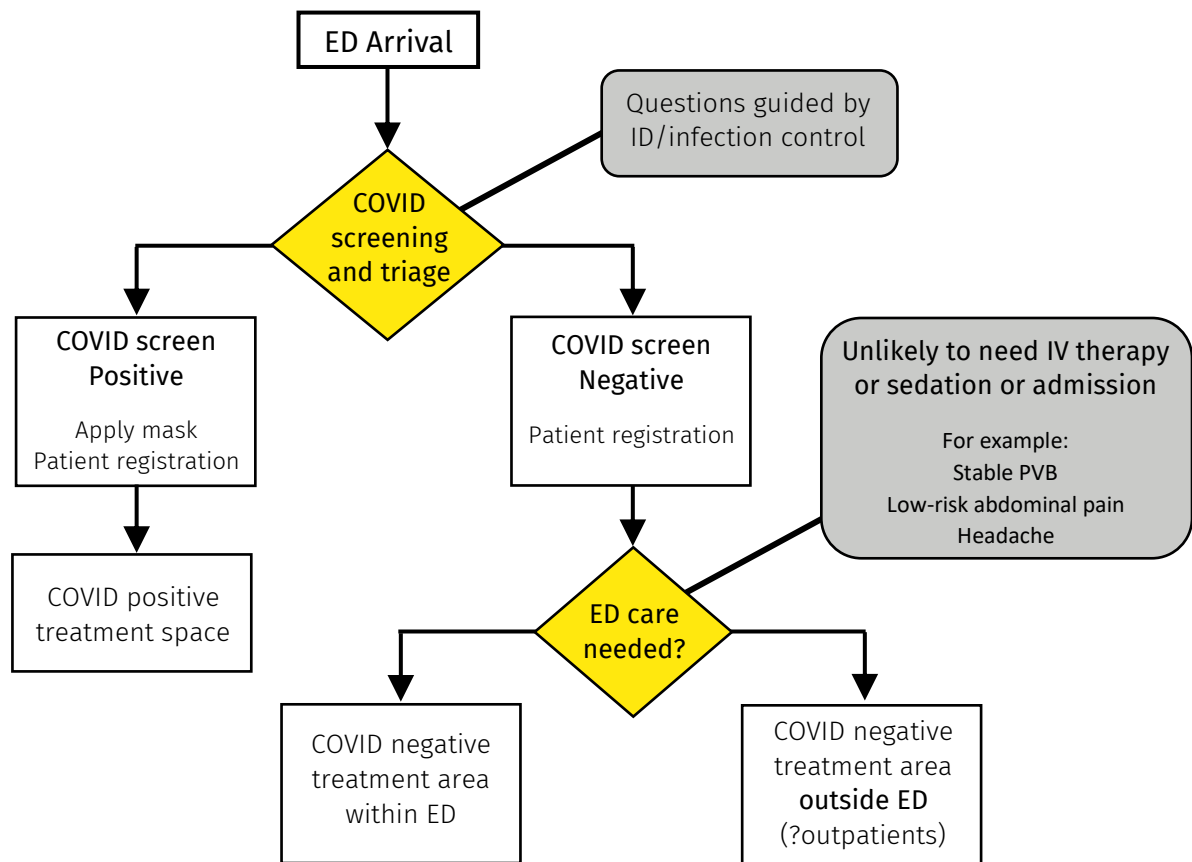 ED Arrival
Questions guided by
ID/infection control
COVID
screening
and triage
COVID screen
Positive
Apply mask
Patient registration
COVID screen
Negative
Patient registration
Unlikely to need IV therapy
or sedation or admission
For example:
Stable PVB
Low-risk abdominal pain
Headache
COVID positive
treatment space
ED care
needed?
COVID negative
treatment area
within ED
COVID negative
treatment area
outside ED
(?outpatients)